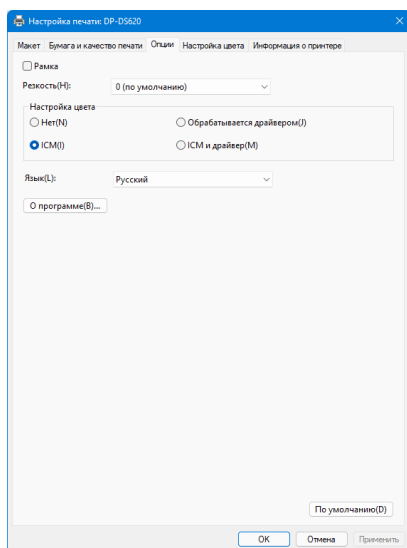 Настройка печати: DP-DS620
Макет Бумага и качество печати Опции Настройка цвета Информация о принтере
Рамка
Резкость(H): 0 (по умолчанию)
Настройка цвета
Нет(N) Обрабатывается драйвером(J)
ICM(I) ICM и драйвер(M)
Язык(L): Русский
О программе(B)...
По умолчанию(D)
OK Отмена Применить